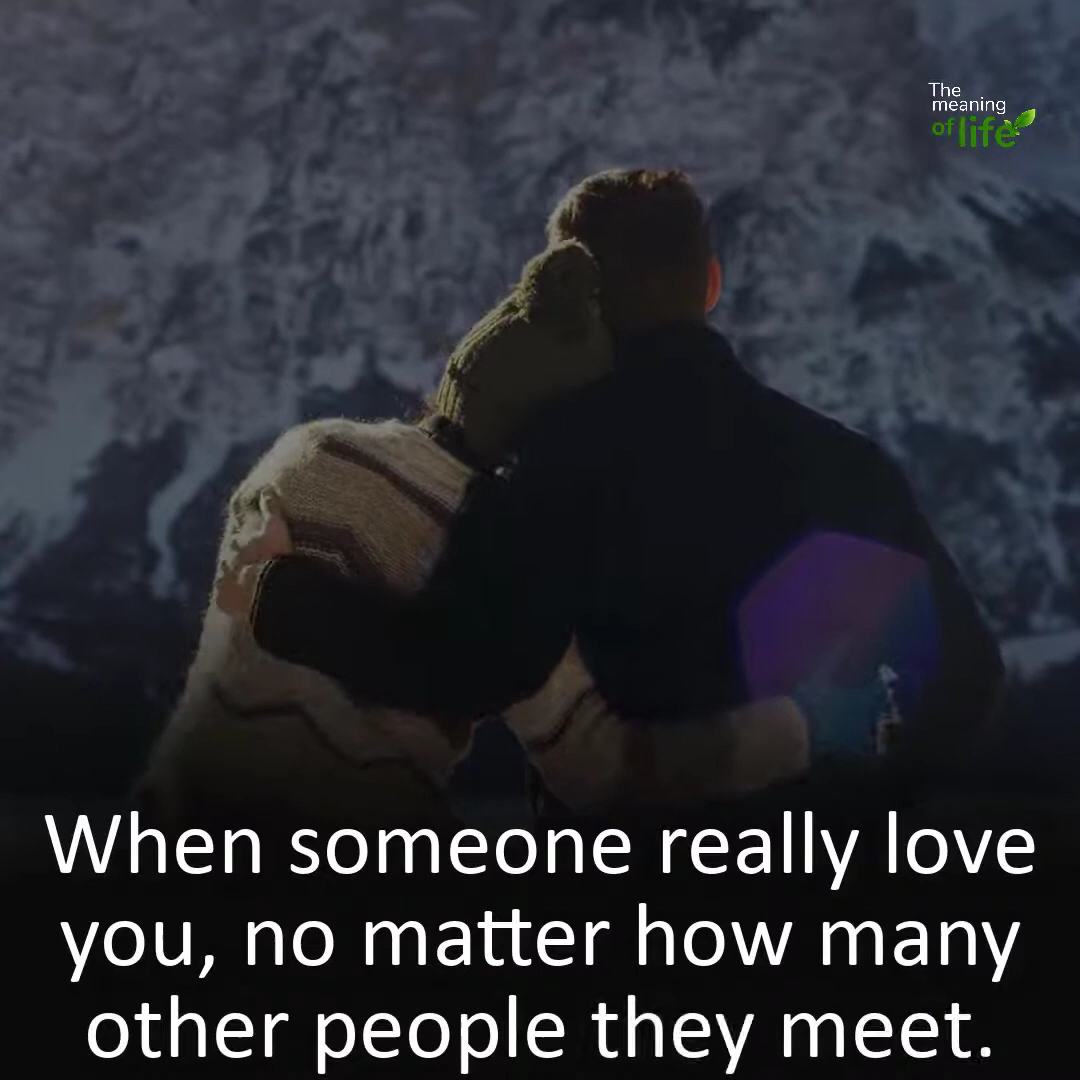 The
meaning
of life
When someone really love
you, no matter how many
other people they meet.